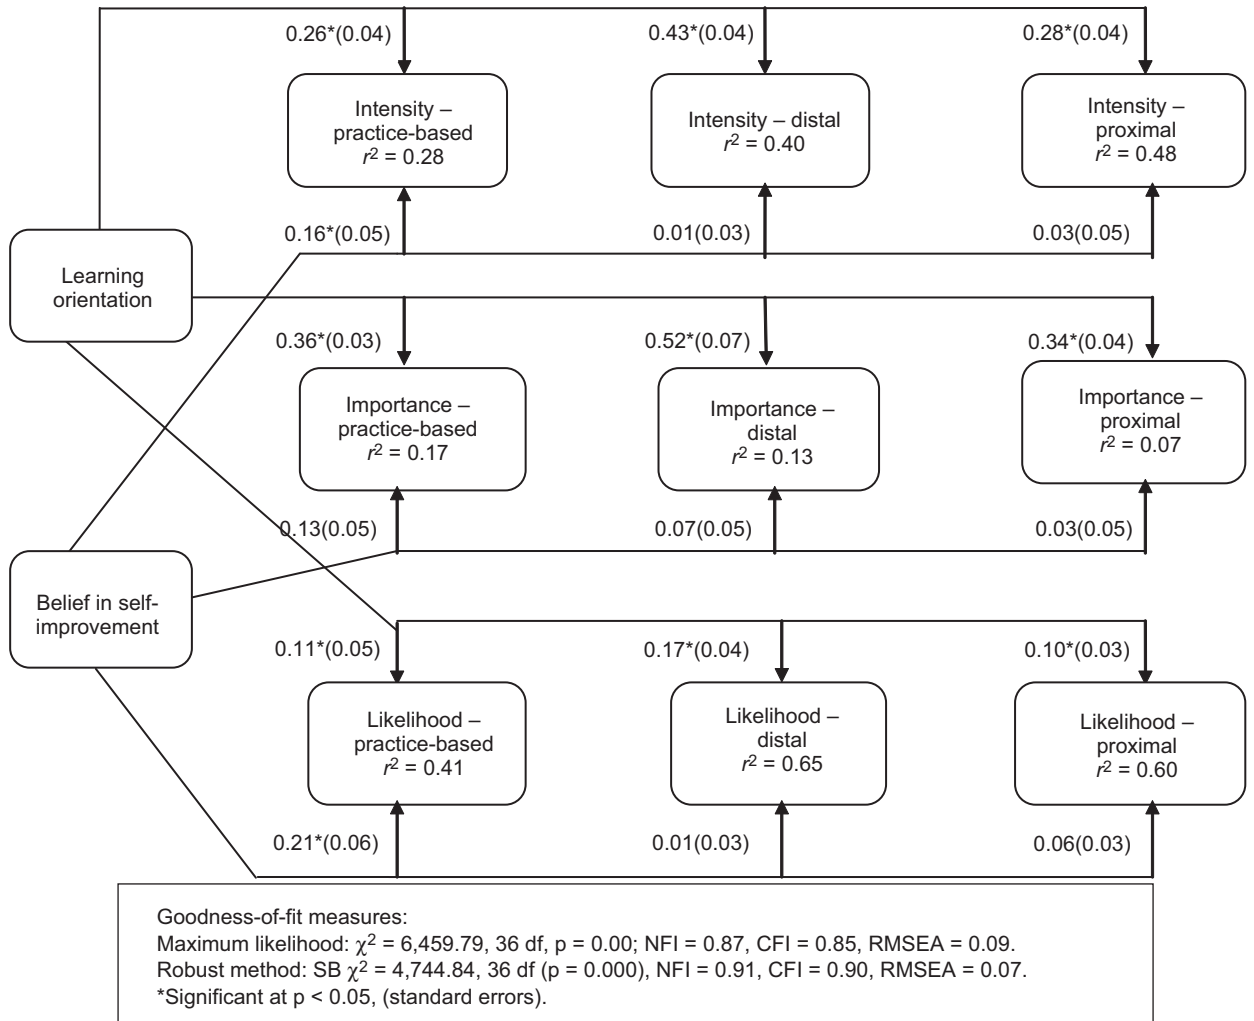 0.26*(0.04)
0.43*(0.04)
0.28*(0.04)
Intensity –
practice-based
r² = 0.28
Intensity – distal
r² = 0.40
Intensity –
proximal
r² = 0.48
0.16*(0.05)
0.01(0.03)
0.03(0.05)
Learning
orientation
0.36*(0.03)
0.52*(0.07)
0.34*(0.04)
Importance –
practice-based
r² = 0.17
Importance –
distal
r² = 0.13
Importance –
proximal
r² = 0.07
0.13(0.05)
0.07(0.05)
0.03(0.05)
Belief in self-
improvement
0.11*(0.05)
0.17*(0.04)
0.10*(0.03)
Likelihood –
practice-based
r² = 0.41
Likelihood –
distal
r² = 0.65
Likelihood –
proximal
r² = 0.60
0.21*(0.06)
0.01(0.03)
0.06(0.03)
Goodness-of-fit measures:
Maximum likelihood: χ² = 6,459.79, 36 df, p = 0.00; NFI = 0.87, CFI = 0.85, RMSEA = 0.09.
Robust method: SB χ² = 4,744.84, 36 df (p = 0.000), NFI = 0.91, CFI = 0.90, RMSEA = 0.07.
*Significant at p < 0.05, (standard errors).